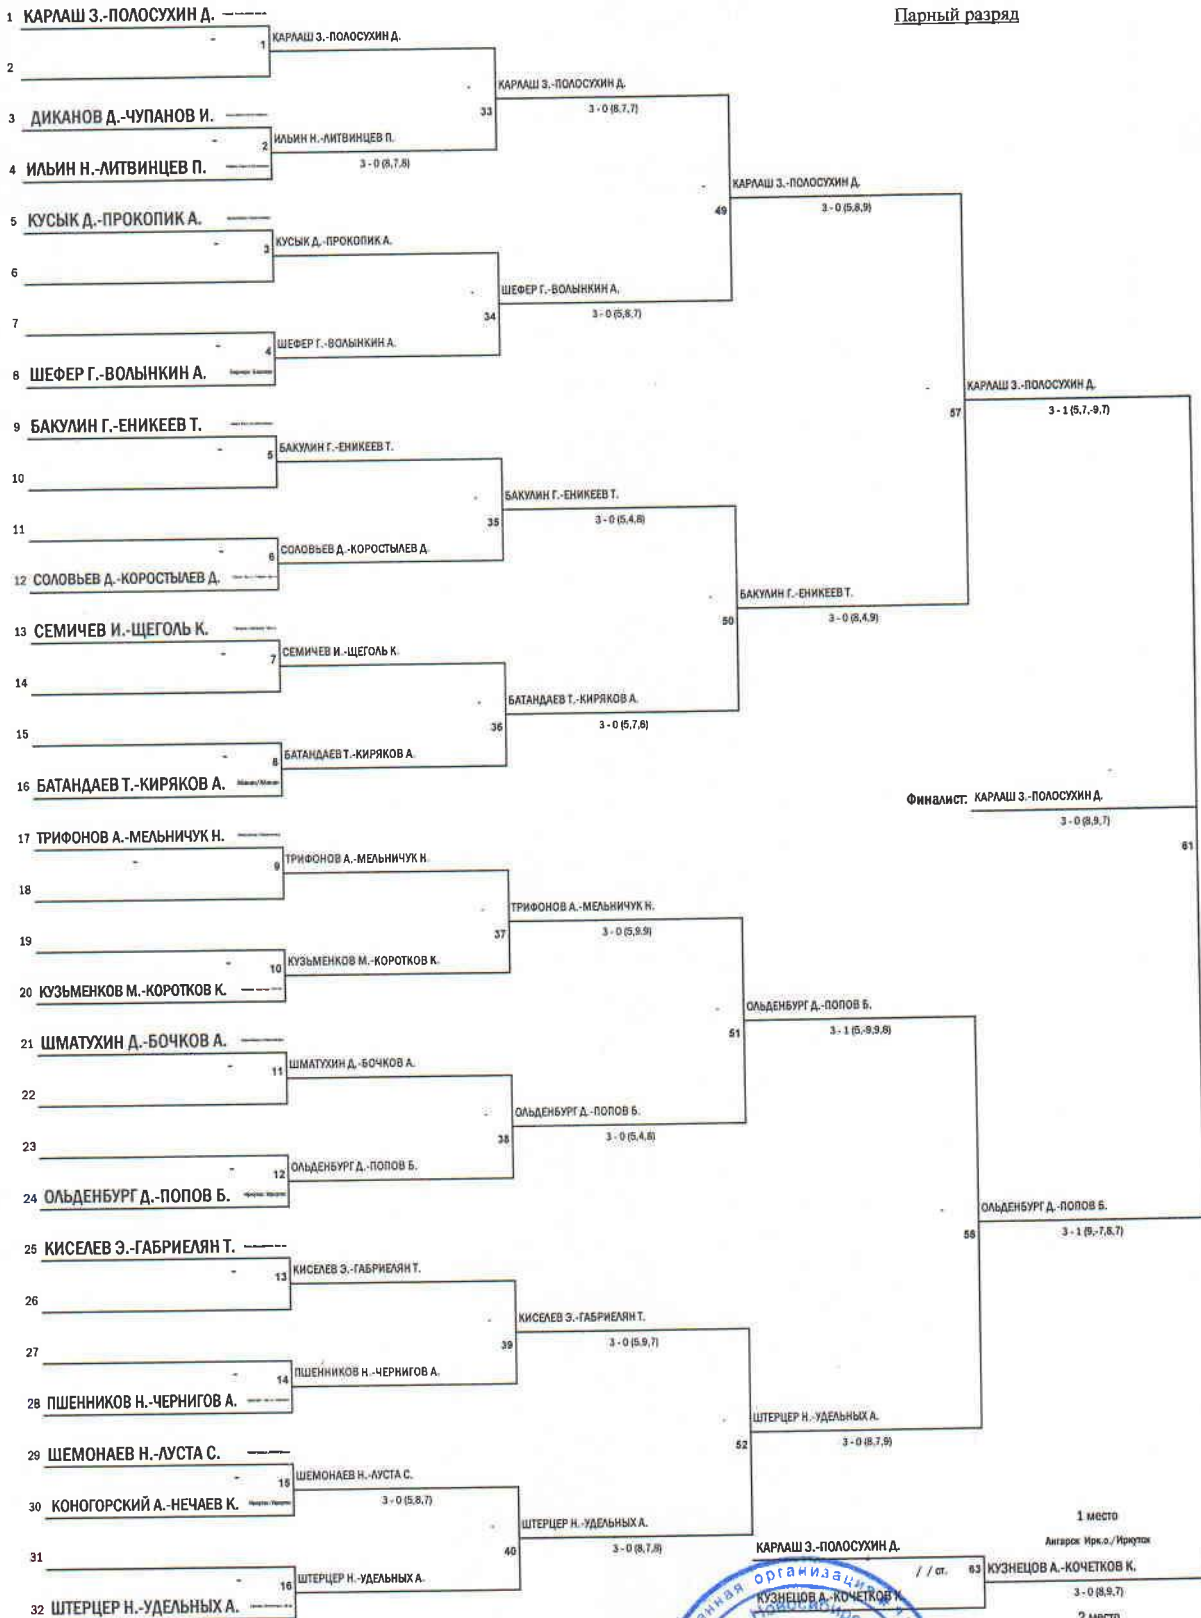 Парный разряд
1 КАРЛАШ З.-ПОЛОСУХИН Д.
- 1 КАРЛАШ З.-ПОЛОСУХИН Д.
2
33 КАРЛАШ З.-ПОЛОСУХИН Д.
3 - 0 (8,7,7)
3 ДИКАНОВ Д.-ЧУПАНОВ И.
- 2 ИЛЬИН Н.-ЛИТВИНЦЕВ П.
3 - 0 (8,7,8)
4 ИЛЬИН Н.-ЛИТВИНЦЕВ П.
49 КАРЛАШ З.-ПОЛОСУХИН Д.
3 - 0 (5,8,9)
5 КУСЫК Д.-ПРОКОПИК А.
- 3 КУСЫК Д.-ПРОКОПИК А.
6
34 ШЕФЕР Г.-ВОЛЫНКИН А.
3 - 0 (5,8,7)
7
- 4 ШЕФЕР Г.-ВОЛЫНКИН А.
8 ШЕФЕР Г.-ВОЛЫНКИН А.
57 КАРЛАШ З.-ПОЛОСУХИН Д.
3 - 1 (5,7,-9,7)
9 БАКУЛИН Г.-ЕНИКЕЕВ Т.
- 5 БАКУЛИН Г.-ЕНИКЕЕВ Т.
10
35 БАКУЛИН Г.-ЕНИКЕЕВ Т.
3 - 0 (5,4,8)
11
- 6 СОЛОВЬЕВ Д.-КОРОСТЫЛЕВ Д.
12 СОЛОВЬЕВ Д.-КОРОСТЫЛЕВ Д.
50 БАКУЛИН Г.-ЕНИКЕЕВ Т.
3 - 0 (8,4,9)
13 СЕМИЧЕВ И.-ЩЕГОЛЬ К.
- 7 СЕМИЧЕВ И.-ЩЕГОЛЬ К.
14
36 БАТАНДАЕВ Т.-КИРЯКОВ А.
3 - 0 (5,7,6)
15
- 8 БАТАНДАЕВ Т.-КИРЯКОВ А.
16 БАТАНДАЕВ Т.-КИРЯКОВ А.
Финалист: КАРЛАШ З.-ПОЛОСУХИН Д.
3 - 0 (8,9,7)
61
17 ТРИФОНОВ А.-МЕЛЬНИЧУК Н.
- 9 ТРИФОНОВ А.-МЕЛЬНИЧУК Н.
18
37 ТРИФОНОВ А.-МЕЛЬНИЧУК Н.
3 - 0 (5,9,9)
19
- 10 КУЗЬМЕНКОВ М.-КОРОТКОВ К.
20 КУЗЬМЕНКОВ М.-КОРОТКОВ К.
51 ОЛЬДЕНБУРГ Д.-ПОПОВ Б.
3 - 1 (5,-9,9,8)
21 ШМАТУХИН Д.-БОЧКОВ А.
- 11 ШМАТУХИН Д.-БОЧКОВ А.
22
38 ОЛЬДЕНБУРГ Д.-ПОПОВ Б.
3 - 0 (5,4,8)
23
- 12 ОЛЬДЕНБУРГ Д.-ПОПОВ Б.
24 ОЛЬДЕНБУРГ Д.-ПОПОВ Б.
58 ОЛЬДЕНБУРГ Д.-ПОПОВ Б.
3 - 1 (9,-7,8,7)
25 КИСЕЛЕВ Э.-ГАБРИЕЛЯН Т.
- 13 КИСЕЛЕВ Э.-ГАБРИЕЛЯН Т.
26
39 КИСЕЛЕВ Э.-ГАБРИЕЛЯН Т.
3 - 0 (5,9,7)
27
- 14 ПШЕННИКОВ Н.-ЧЕРНИГОВ А.
28 ПШЕННИКОВ Н.-ЧЕРНИГОВ А.
52 ШТЕРЦЕР Н.-УДЕЛЬНЫХ А.
3 - 0 (8,7,9)
29 ШЕМОНАЕВ Н.-ЛУСТА С.
- 15 ШЕМОНАЕВ Н.-ЛУСТА С.
3 - 0 (5,8,7)
30 КОНОГОРСКИЙ А.-НЕЧАЕВ К.
40 ШТЕРЦЕР Н.-УДЕЛЬНЫХ А.
3 - 0 (8,7,8)
31
- 16 ШТЕРЦЕР Н.-УДЕЛЬНЫХ А.
32 ШТЕРЦЕР Н.-УДЕЛЬНЫХ А.
1 место
Ангарск Ирк.о./Иркутск
КАРЛАШ З.-ПОЛОСУХИН Д.
/ / ст. 63 КУЗНЕЦОВ А.-КОЧЕТКОВ К.
КУЗНЕЦОВ А.-КОЧЕТКОВ К.
3 - 0 (8,9,7)
2 место
организация